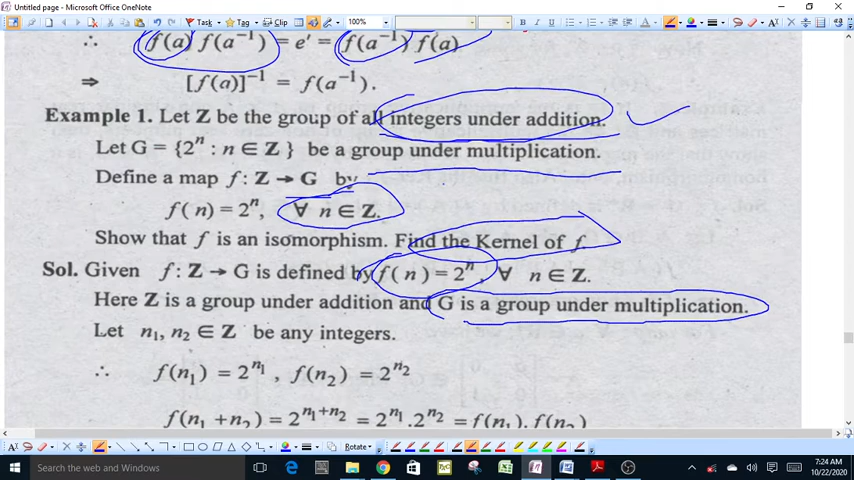 Untitled page - Microsoft OneNote
Task Tag Clip 100% B I U
∴ f(a) f(a⁻¹) = e′ = f(a⁻¹) f(a)
⇒ [f(a)]⁻¹ = f(a⁻¹).
Example 1. Let Z be the group of all integers under addition.
Let G = {2ⁿ : n ∈ Z } be a group under multiplication.
Define a map f : Z → G by
f( n) = 2ⁿ, ∀ n ∈ Z.
Show that f is an isomorphism. Find the Kernel of f.
Sol. Given f : Z → G is defined by f( n ) = 2ⁿ, ∀ n ∈ Z.
Here Z is a group under addition and G is a group under multiplication.
Let n₁, n₂ ∈ Z be any integers.
∴ f(n₁) = 2^n₁ , f(n₂) = 2^n₂
f(n₁ +n₂) = 2^n₁+n₂ = 2^n₁.2^n₂ = f(n₁). f(n₂)
Rotate
Search the web and Windows
7:24 AM
10/22/2020